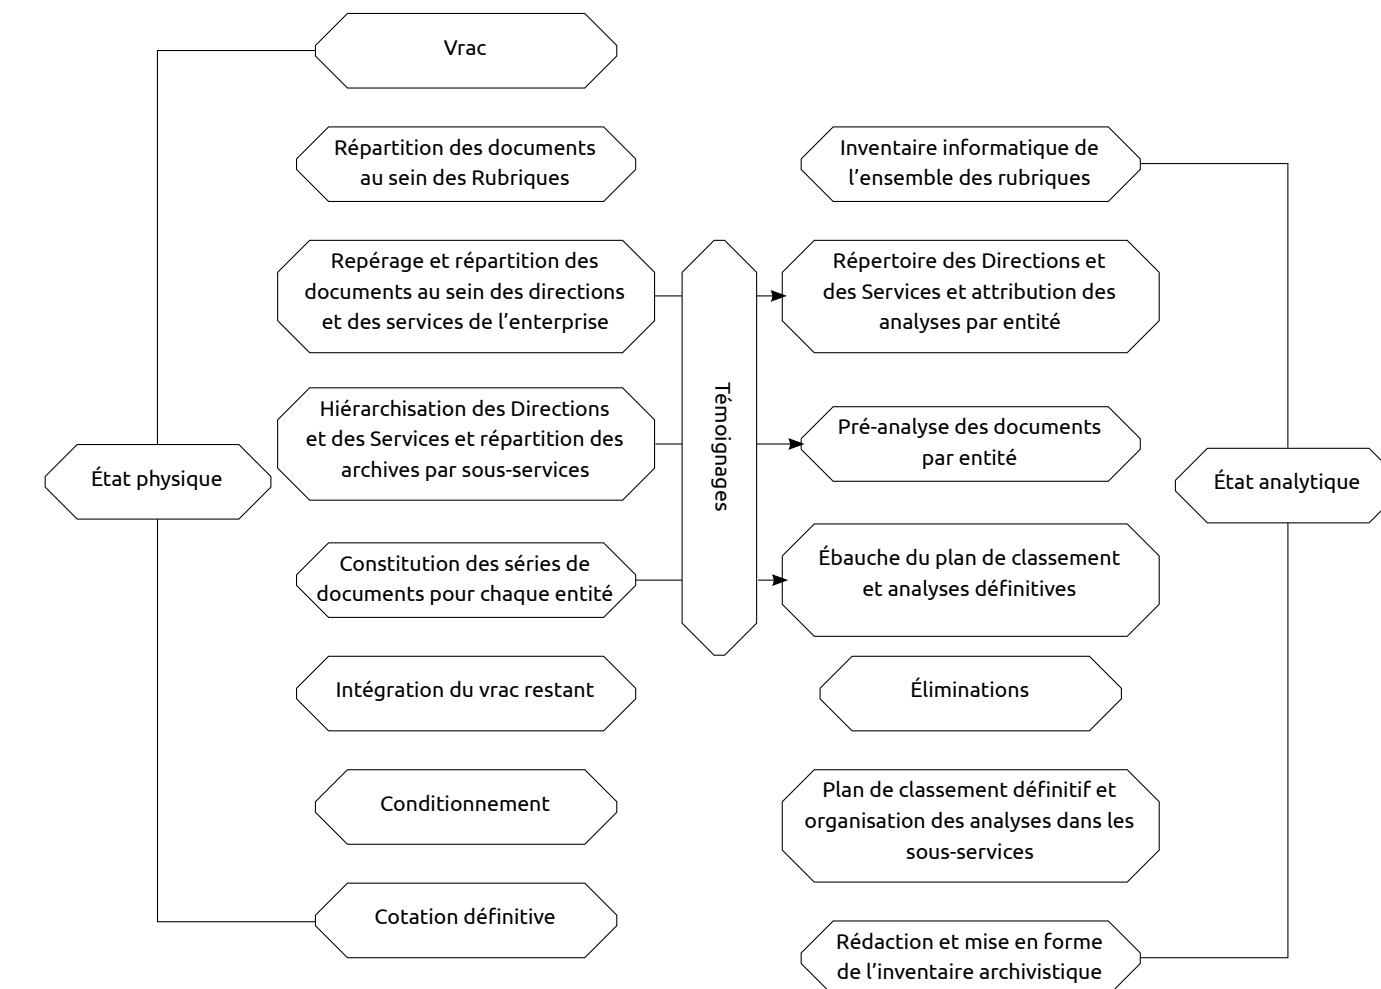 Vrac
Répartition des documents
au sein des Rubriques
Repérage et répartition des
documents au sein des directions
et des services de l'enterprise
Hiérarchisation des Directions
et des Services et répartition des
archives par sous-services
État physique
Constitution des séries de
documents pour chaque entité
Intégration du vrac restant
Conditionnement
Cotation définitive
Témoignages
Inventaire informatique de
l'ensemble des rubriques
Répertoire des Directions et
des Services et attribution des
analyses par entité
Pré-analyse des documents
par entité
État analytique
Ébauche du plan de classement
et analyses définitives
Éliminations
Plan de classement définitif et
organisation des analyses dans les
sous-services
Rédaction et mise en forme
de l'inventaire archivistique